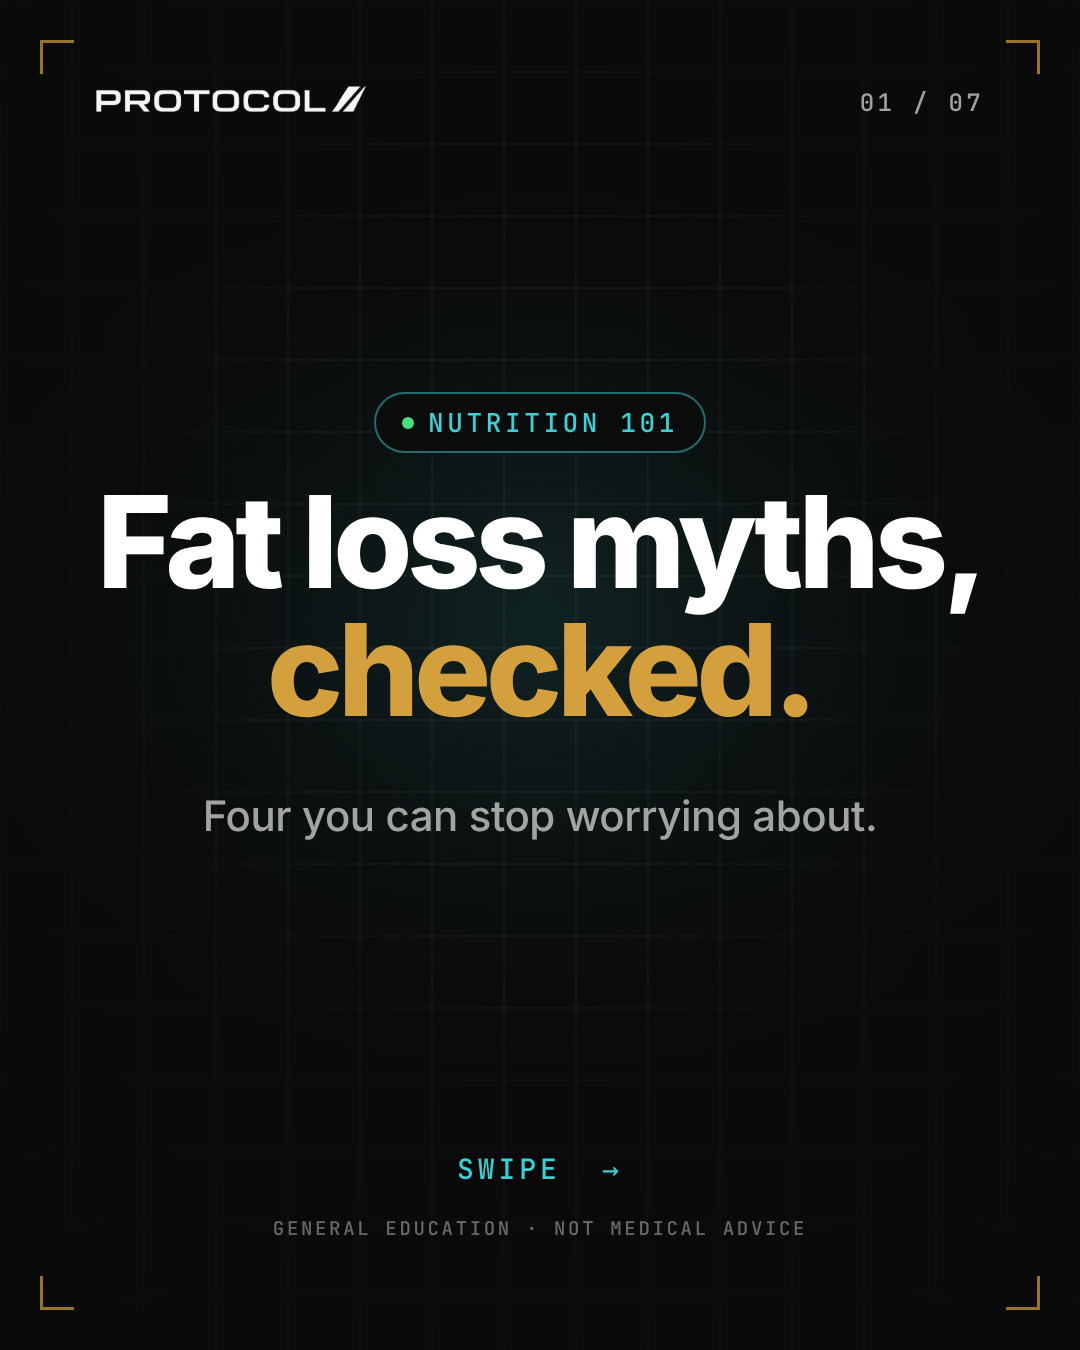 PROTOCOL
01 / 07
NUTRITION 101
Fat loss myths,
checked.
Four you can stop worrying about.
SWIPE →
GENERAL EDUCATION · NOT MEDICAL ADVICE